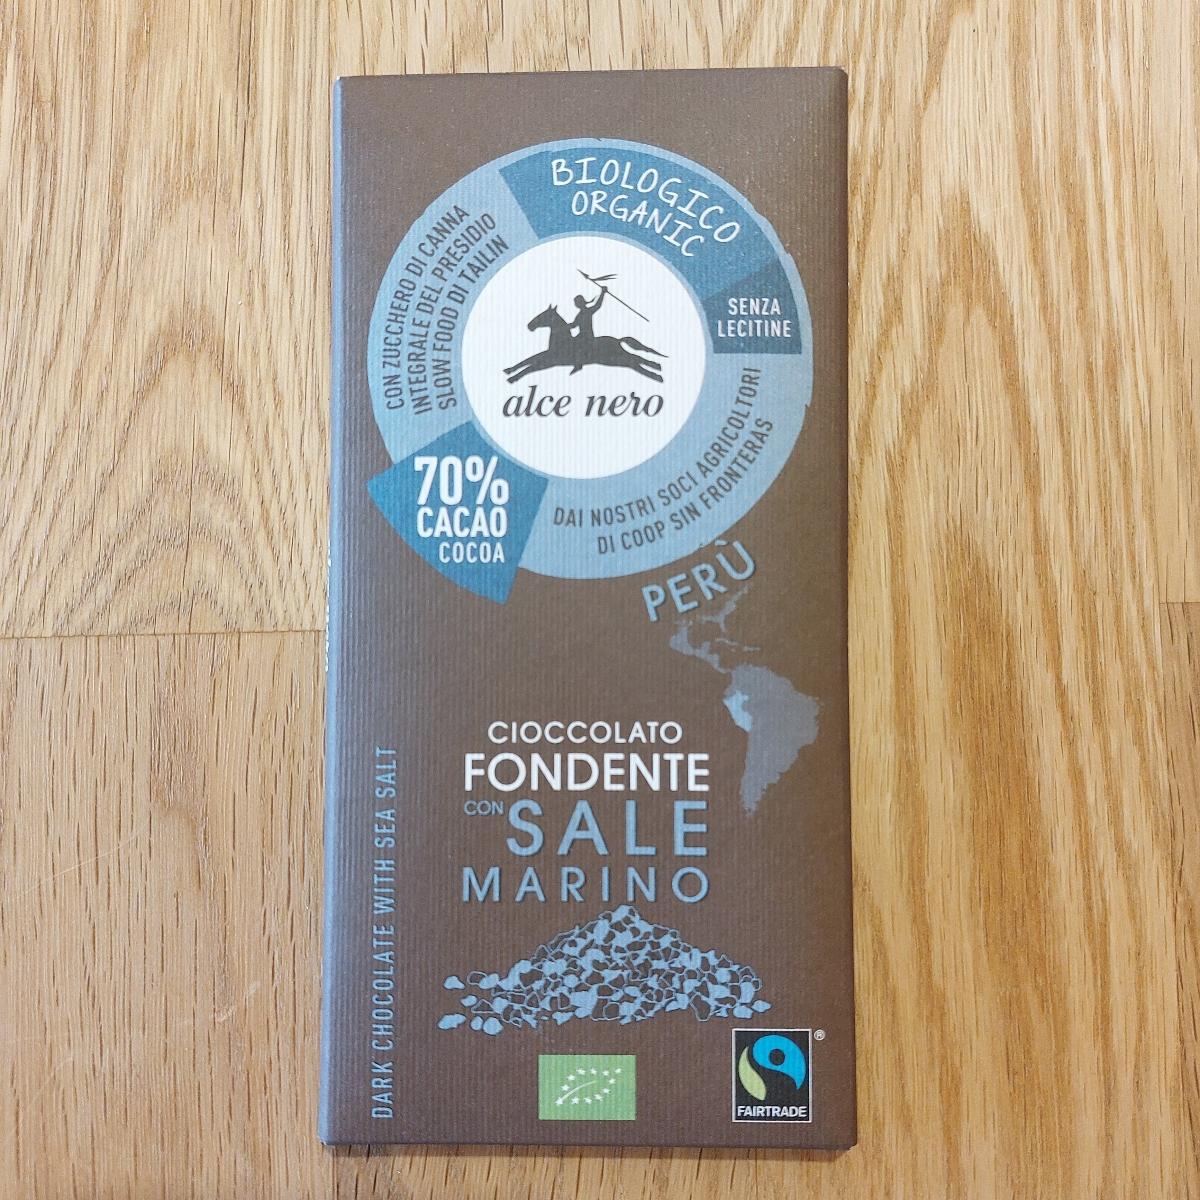 BIOLOGICO
ORGANIC
SENZA
LECITINE
CON ZUCCHERO DI CANNA
INTEGRALE DEL PRESIDIO
SLOW FOOD DI TAILIN
alce nero
70%
CACAO
COCOA
DAI NOSTRI SOCI AGRICOLTORI
DI COOP SIN FRONTERAS
PERÙ
CIOCCOLATO
FONDENTE
CON SALE
MARINO
DARK CHOCOLATE WITH SEA SALT
FAIRTRADE
®